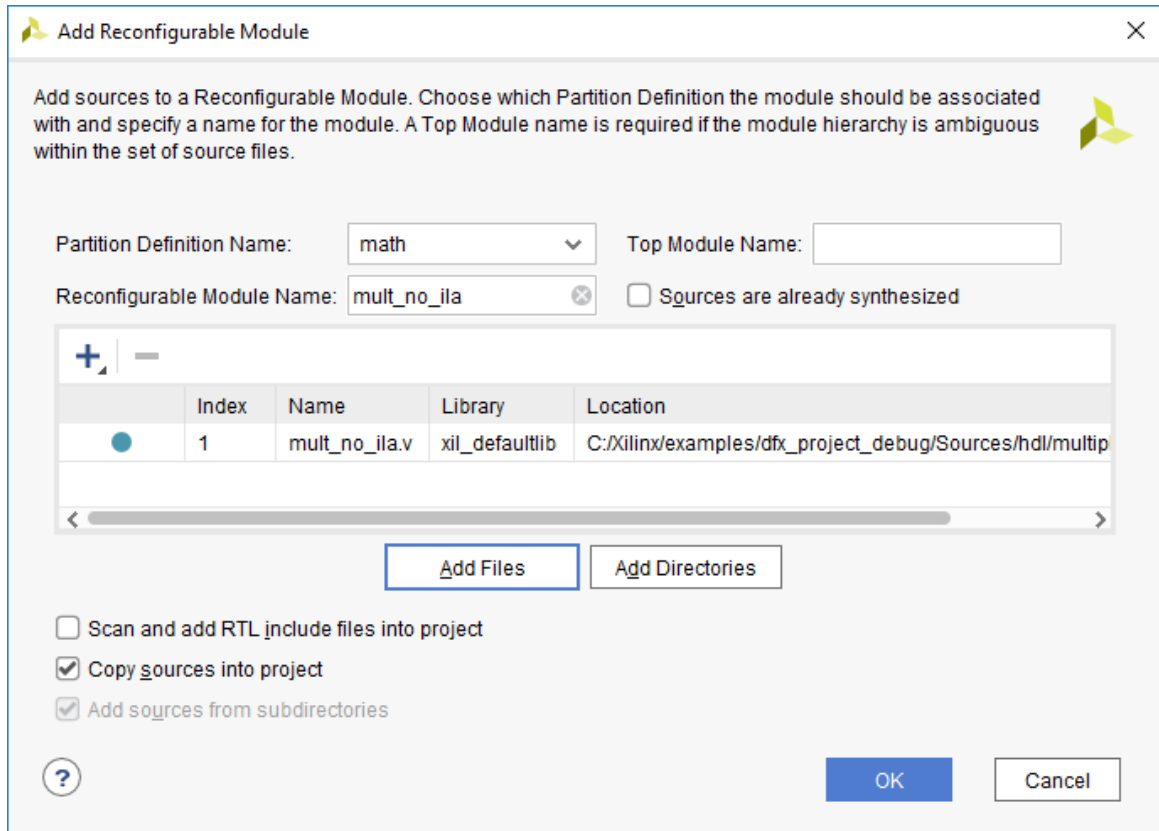 Add Reconfigurable Module
Add sources to a Reconfigurable Module. Choose which Partition Definition the module should be associated
with and specify a name for the module. A Top Module name is required if the module hierarchy is ambiguous
within the set of source files.
Partition Definition Name: math Top Module Name:
Reconfigurable Module Name: mult_no_ila Sources are already synthesized
Index Name Library Location
1 mult_no_ila.v xil_defaultlib C:/Xilinx/examples/dfx_project_debug/Sources/hdl/multip
Add Files Add Directories
Scan and add RTL include files into project
Copy sources into project
Add sources from subdirectories
? OK Cancel